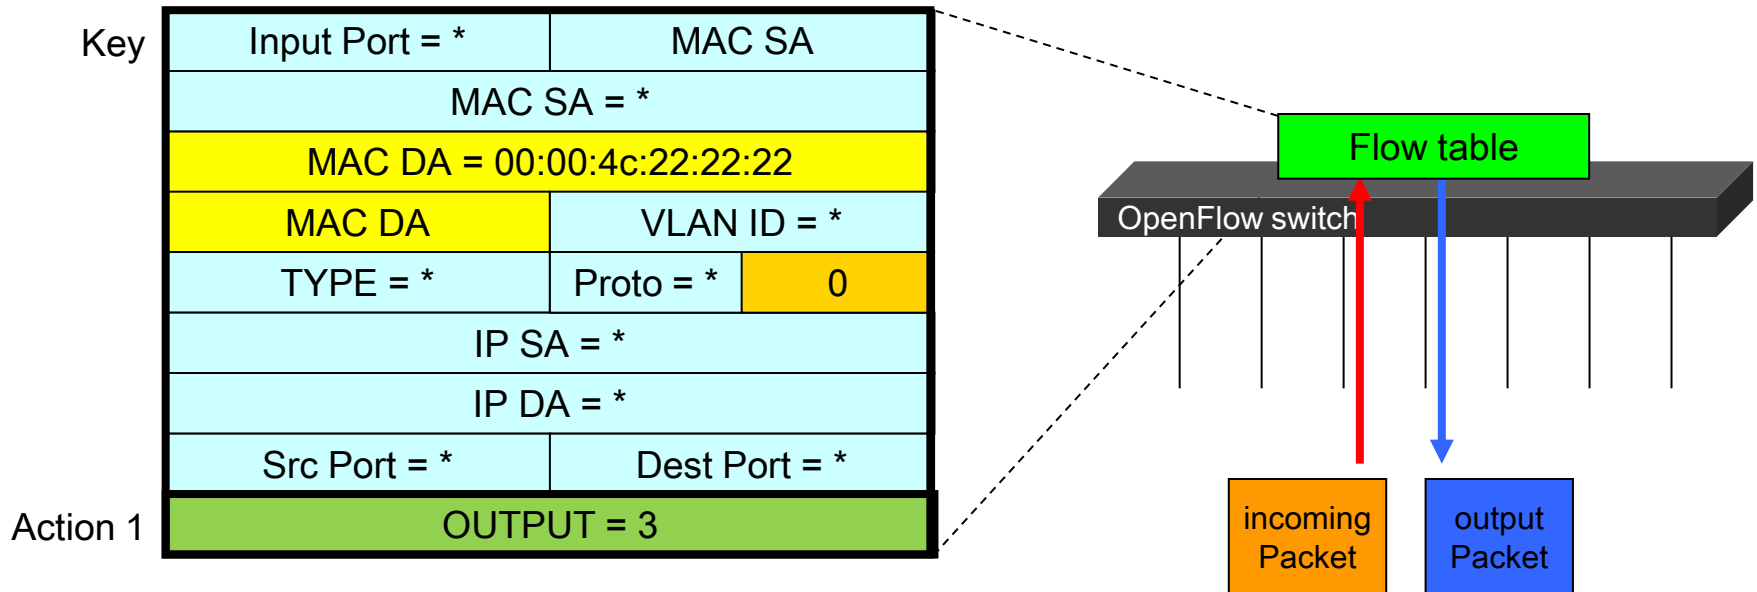 Key
Input Port = *
MAC SA
MAC SA = *
MAC DA = 00:00:4c:22:22:22
MAC DA
VLAN ID = *
TYPE = *
Proto = *
0
IP SA = *
IP DA = *
Src Port = *
Dest Port = *
Action 1
OUTPUT = 3
Flow table
OpenFlow switch
incoming
Packet
output
Packet